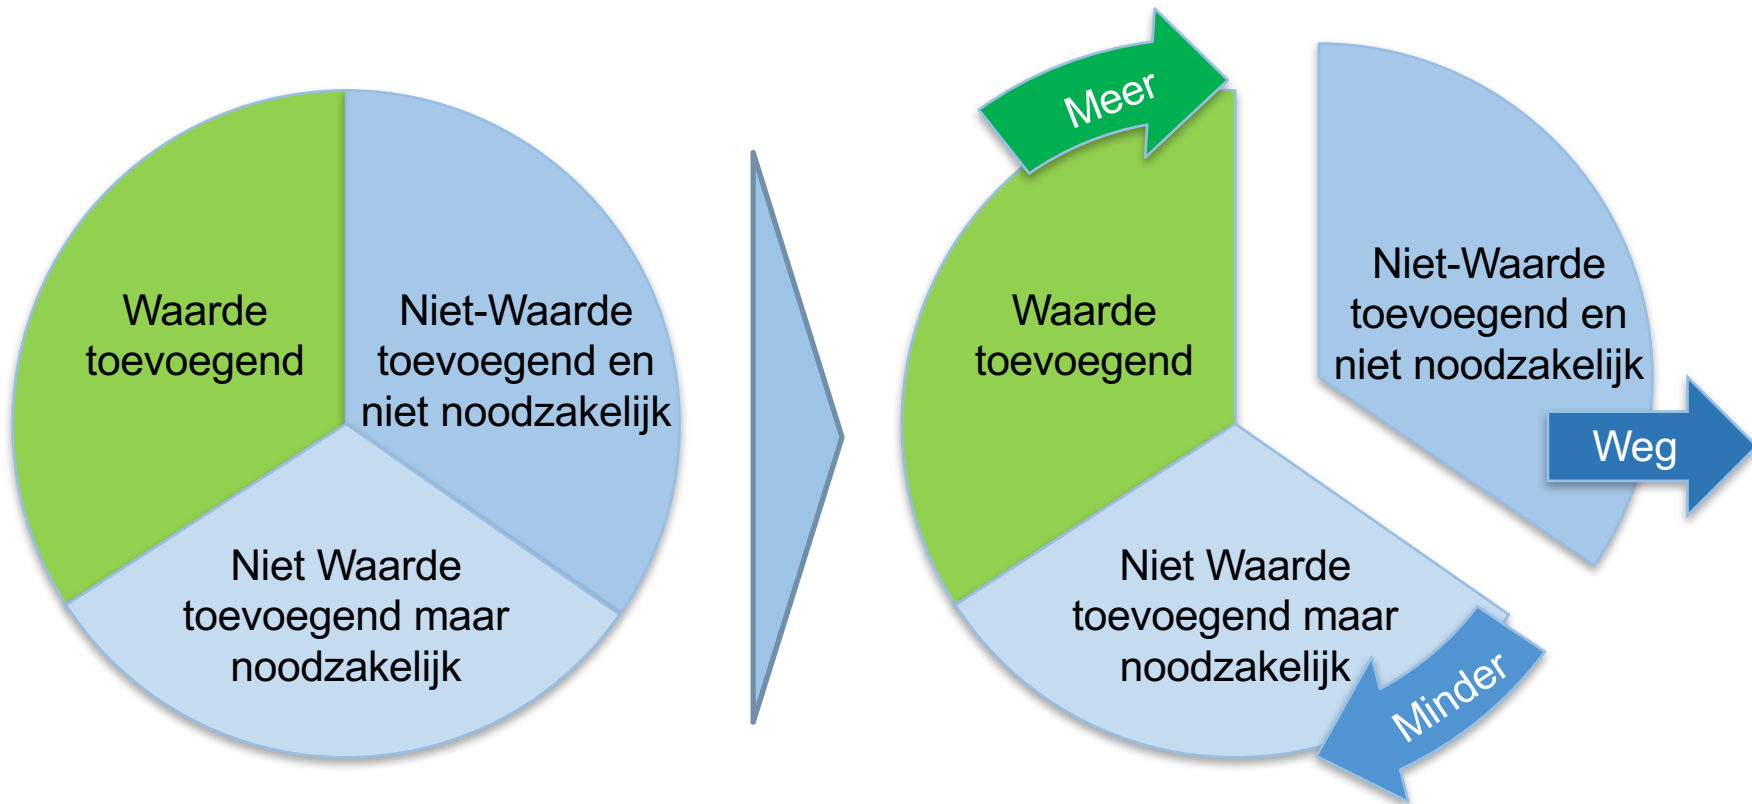 Waarde
toevoegend
Niet-Waarde
toevoegend en
niet noodzakelijk
Niet Waarde
toevoegend maar
noodzakelijk
Meer
Waarde
toevoegend
Niet-Waarde
toevoegend en
niet noodzakelijk
Weg
Niet Waarde
toevoegend maar
noodzakelijk
Minder